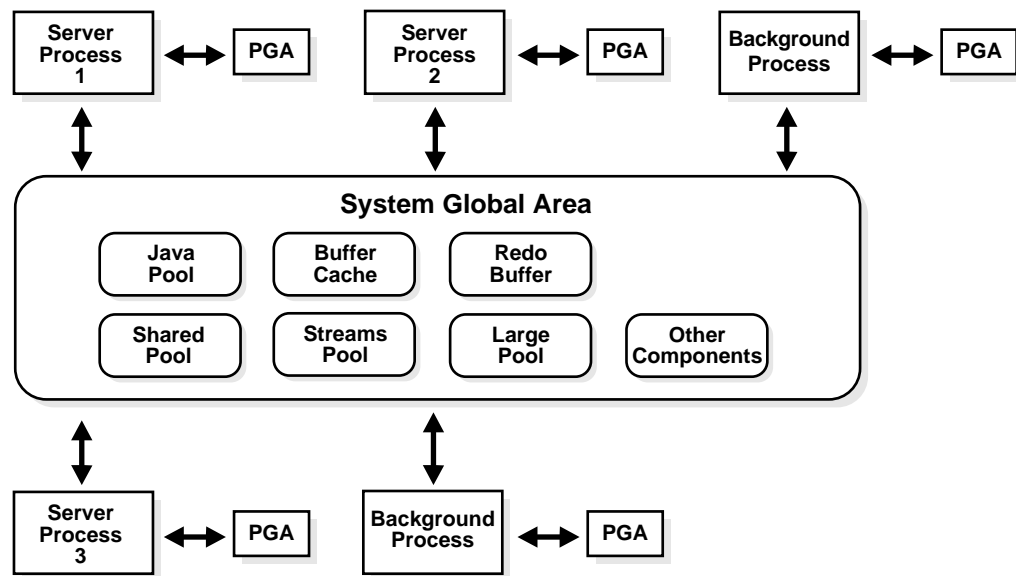 Server
Process
1
PGA
Server
Process
2
PGA
Background
Process
PGA
System Global Area
Java
Pool
Buffer
Cache
Redo
Buffer
Shared
Pool
Streams
Pool
Large
Pool
Other
Components
Server
Process
3
PGA
Background
Process
PGA